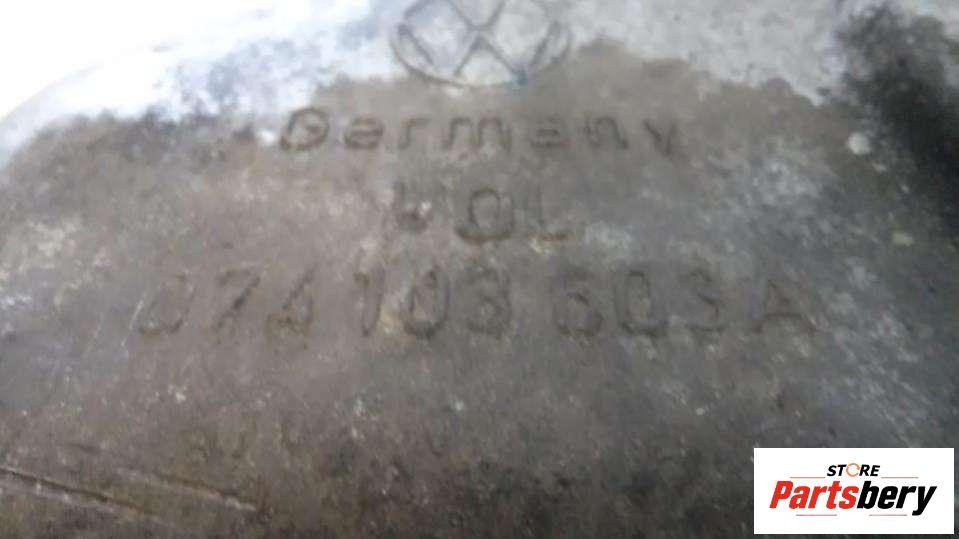 Germany
074 103 603 A
STORE
Partsbery